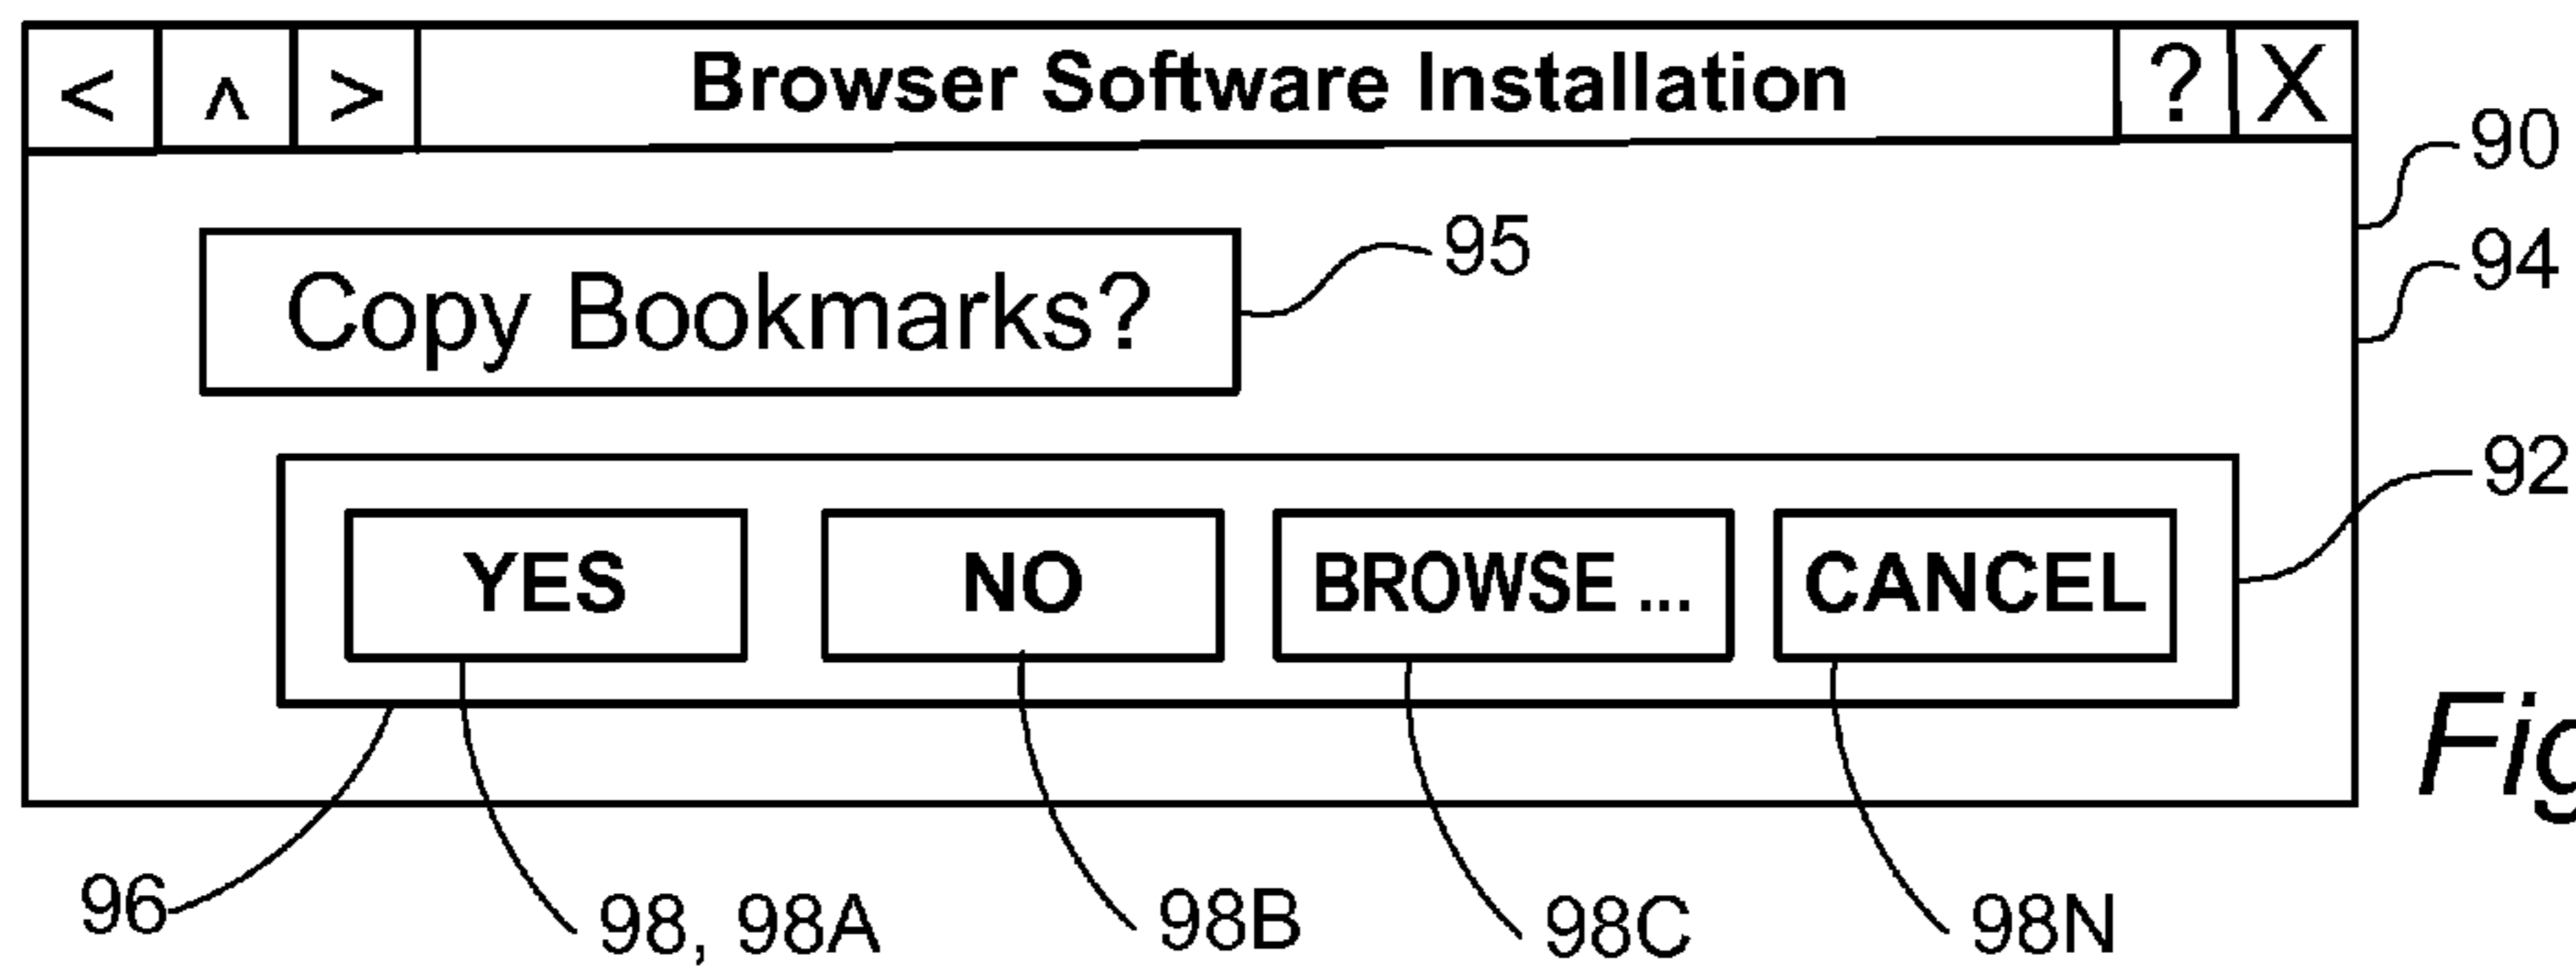 < ^ > Browser Software Installation ? X
90
Copy Bookmarks? 95
94
92
YES NO BROWSE ... CANCEL
96 98, 98A 98B 98C 98N